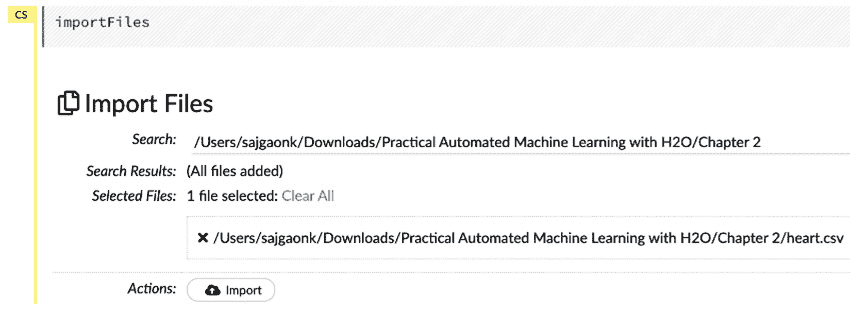 CS
importFiles
Import Files
Search: /Users/sajgaonk/Downloads/Practical Automated Machine Learning with H2O/Chapter 2
Search Results: (All files added)
Selected Files: 1 file selected: Clear All
✖ /Users/sajgaonk/Downloads/Practical Automated Machine Learning with H2O/Chapter 2/heart.csv
Actions: Import